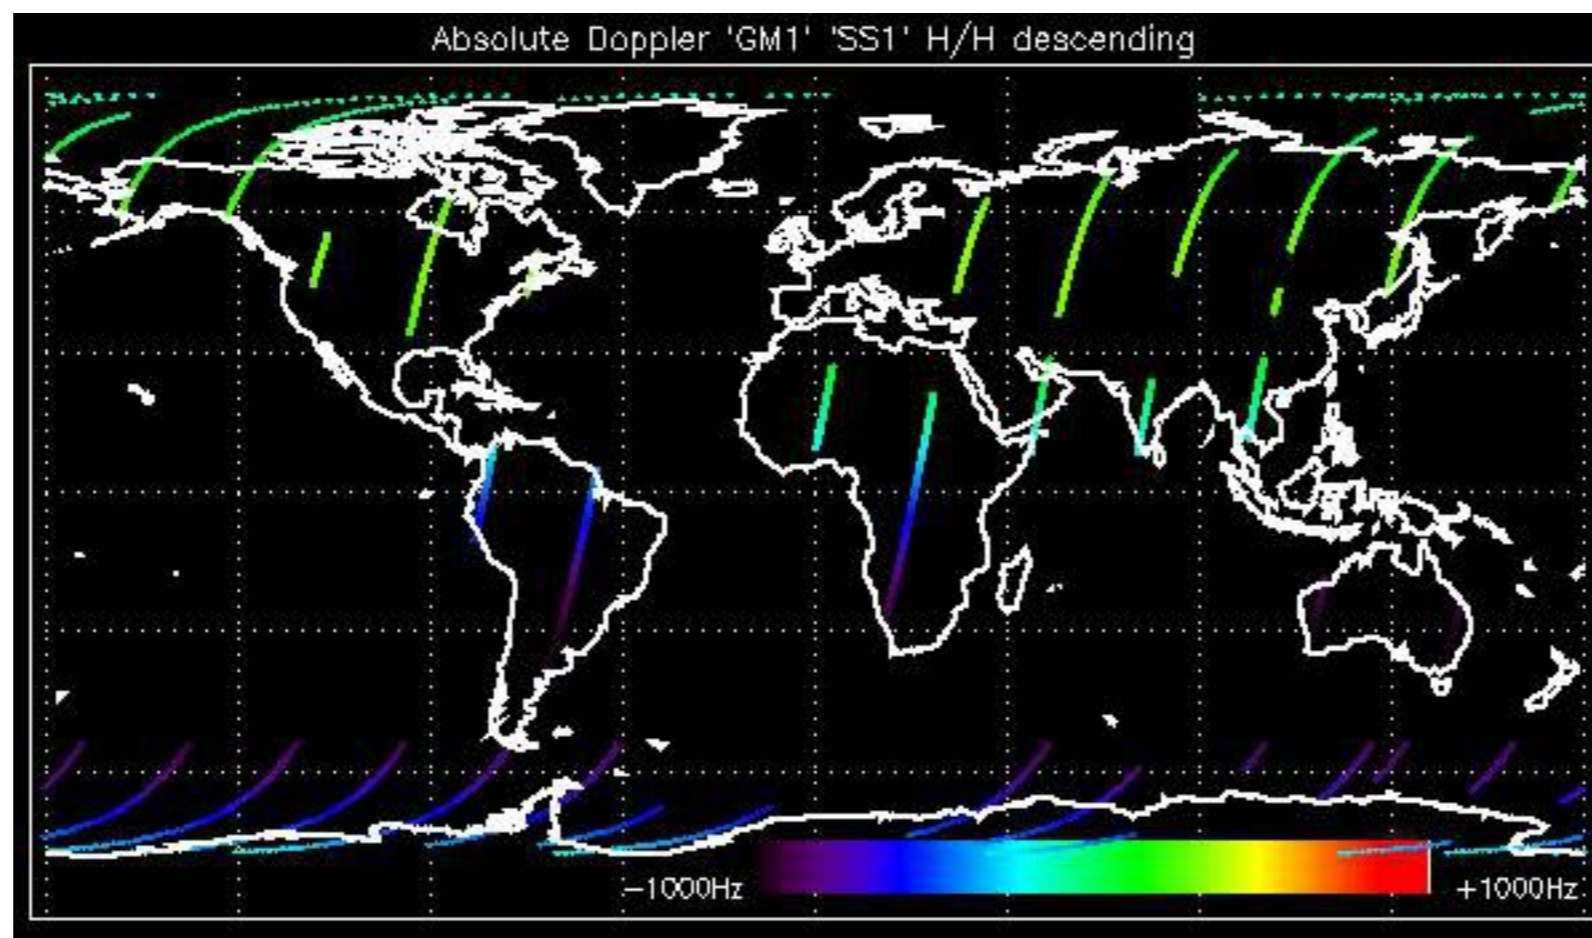 Absolute Doppler 'GM1' 'SS1' H/H descending
-1000Hz
+1000Hz